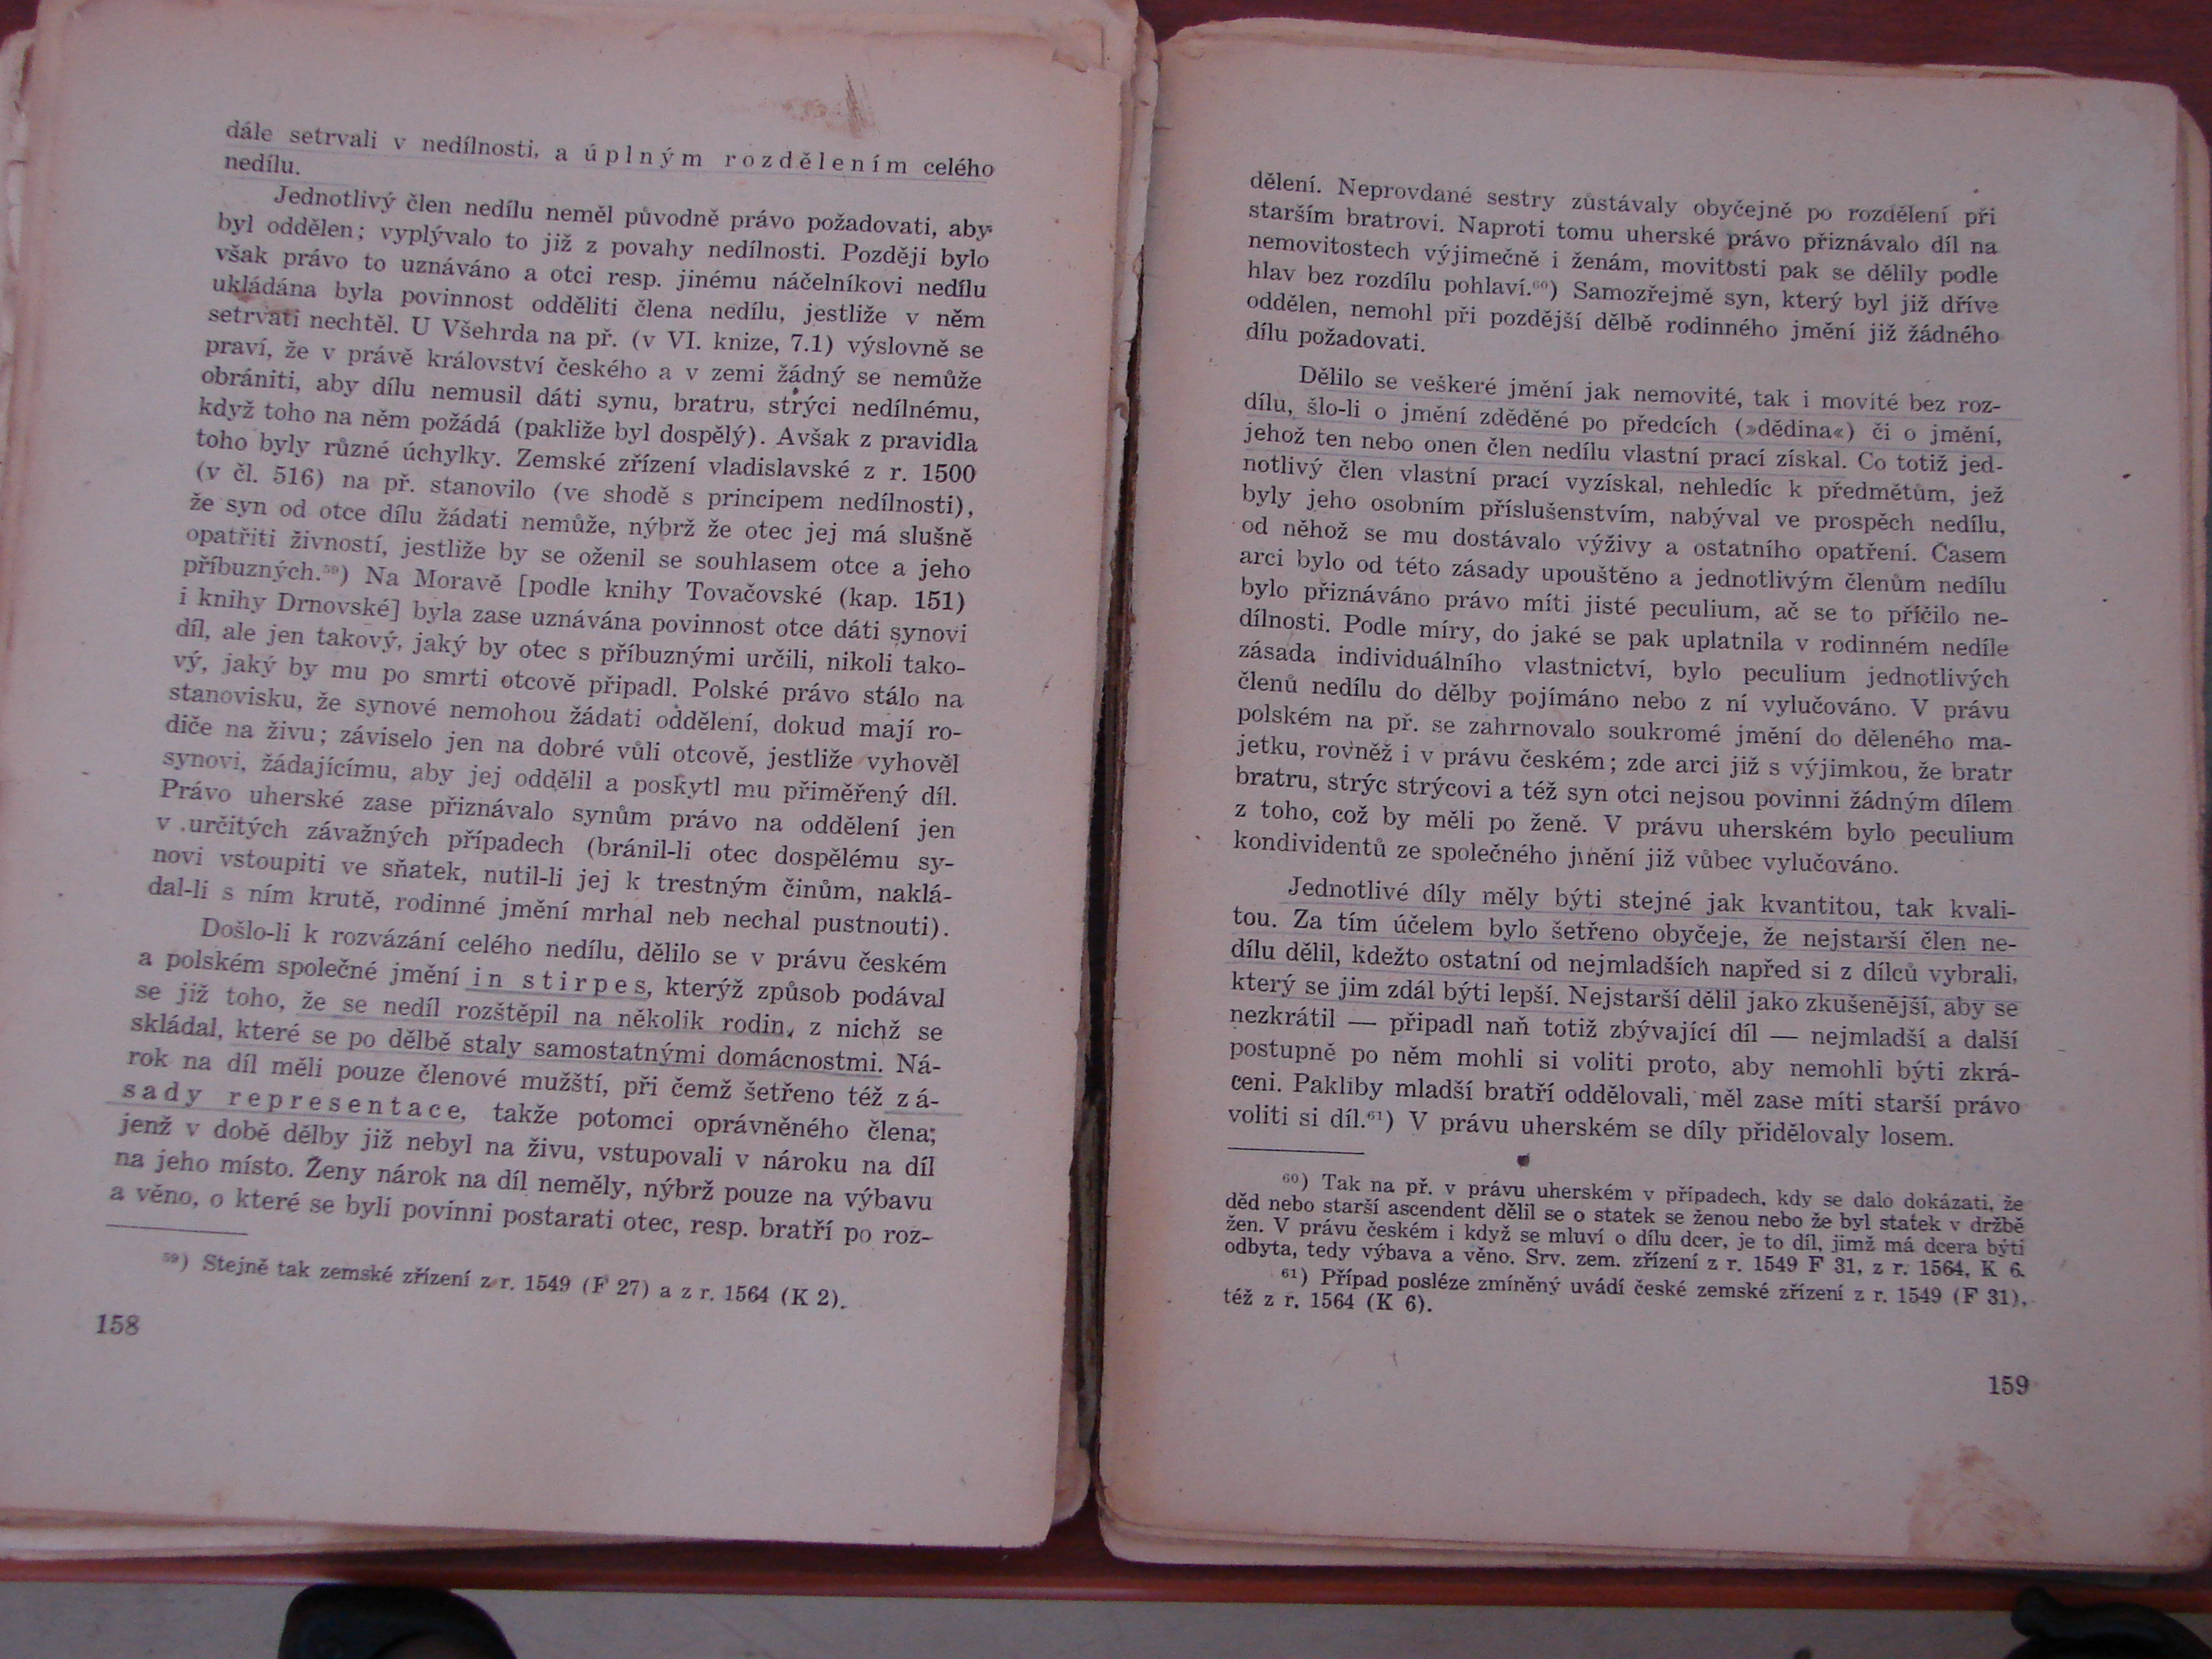 dále setrvali v nedílnosti, a úplným rozdělením celého
nedílu.
Jednotlivý člen nedílu neměl původně právo požadovati, aby
byl oddělen; vyplývalo to již z povahy nedílnosti. Později bylo
však právo to uznáváno a otci resp. jinému náčelníkovi nedílu
ukládána byla povinnost odděliti člena nedílu, jestliže v něm
setrvati nechtěl. U Všehrda na př. (v VI. knize, 7.1) výslovně se
praví, že v právě království českého a v zemi žádný se nemůže
obrániti, aby dílu nemusil dáti synu, bratru, strýci nedílnému,
když toho na něm požádá (pakliže byl dospělý). Avšak z pravidla
toho byly různé úchylky. Zemské zřízení vladislavské z r. 1500
(v čl. 516) na př. stanovilo (ve shodě s principem nedílnosti),
že syn od otce dílu žádati nemůže, nýbrž že otec jej má slušně
opatřiti živností, jestliže by se oženil se souhlasem otce a jeho
příbuzných.⁵⁹) Na Moravě [podle knihy Tovačovské (kap. 151)
i knihy Drnovské] byla zase uznávána povinnost otce dáti synovi
díl, ale jen takový, jaký by otec s příbuznými určili, nikoli tako-
vý, jaký by mu po smrti otcově připadl. Polské právo stálo na
stanovisku, že synové nemohou žádati oddělení, dokud mají ro-
diče na živu; záviselo jen na dobré vůli otcově, jestliže vyhověl
synovi, žádajícímu, aby jej oddělil a poskytl mu přiměřený díl.
Právo uherské zase přiznávalo synům právo na oddělení jen
v určitých závažných případech (bránil-li otec dospělému sy-
novi vstoupiti ve sňatek, nutil-li jej k trestným činům, naklá-
dal-li s ním krutě, rodinné jmění mrhal neb nechal pustnouti).
Došlo-li k rozvázání celého nedílu, dělilo se v právu českém
a polském společné jmění in stirpes, kterýž způsob podával
se již toho, že se nedíl rozštěpil na několik rodin, z nichž se
skládal, které se po dělbě staly samostatnými domácnostmi. Ná-
rok na díl měli pouze členové mužští, při čemž šetřeno též zá-
sady representace, takže potomci oprávněného člena,
jenž v době dělby již nebyl na živu, vstupovali v nároku na díl
na jeho místo. Ženy nárok na díl neměly, nýbrž pouze na výbavu
a věno, o které se byli povinni postarati otec, resp. bratří po roz-
⁵⁹) Stejně tak zemské zřízení z r. 1549 (F 27) a z r. 1564 (K 2).
158
dělení. Neprovdané sestry zůstávaly obyčejně po rozdělení při
starším bratrovi. Naproti tomu uherské právo přiznávalo díl na
nemovitostech výjimečně i ženám, movitosti pak se dělily podle
hlav bez rozdílu pohlaví.⁶⁰) Samozřejmě syn, který byl již dříve
oddělen, nemohl při pozdější dělbě rodinného jmění již žádného
dílu požadovati.
Dělilo se veškeré jmění jak nemovité, tak i movité bez roz-
dílu, šlo-li o jmění zděděné po předcích (»dědina«) či o jmění,
jehož ten nebo onen člen nedílu vlastní prací získal. Co totiž jed-
notlivý člen vlastní prací vyzískal, nehledíc k předmětům, jež
byly jeho osobním příslušenstvím, nabýval ve prospěch nedílu,
od něhož se mu dostávalo výživy a ostatního opatření. Časem
arci bylo od této zásady upouštěno a jednotlivým členům nedílu
bylo přiznáváno právo míti jisté peculium, ač se to příčilo ne-
dílnosti. Podle míry, do jaké se pak uplatnila v rodinném nedíle
zásada individuálního vlastnictví, bylo peculium jednotlivých
členů nedílu do dělby pojímáno nebo z ní vylučováno. V právu
polském na př. se zahrnovalo soukromé jmění do děleného ma-
jetku, rovněž i v právu českém; zde arci již s výjimkou, že bratr
bratru, strýc strýcovi a též syn otci nejsou povinni žádným dílem
z toho, což by měli po ženě. V právu uherském bylo peculium
kondividentů ze společného jmění již vůbec vylučováno.
Jednotlivé díly měly býti stejné jak kvantitou, tak kvali-
tou. Za tím účelem bylo šetřeno obyčeje, že nejstarší člen ne-
dílu dělil, kdežto ostatní od nejmladších napřed si z dílců vybrali,
který se jim zdál býti lepší. Nejstarší dělil jako zkušenější, aby se
nezkrátil — připadl naň totiž zbývající díl — nejmladší a další
postupně po něm mohli si voliti proto, aby nemohli býti zkrá-
ceni. Pakliby mladší bratří oddělovali, měl zase míti starší právo
voliti si díl.⁶¹) V právu uherském se díly přidělovaly losem.
⁶⁰) Tak na př. v právu uherském v případech, kdy se dalo dokázati, že
děd nebo starší ascendent dělil se o statek se ženou nebo že byl statek v držbě
žen. V právu českém i když se mluví o dílu dcer, je to díl, jimž má dcera býti
odbyta, tedy výbava a věno. Srv. zem. zřízení z r. 1549 F 31, z r. 1564, K 6.
⁶¹) Případ posléze zmíněný uvádí české zemské zřízení z r. 1549 (F 31),
též z r. 1564 (K 6).
159